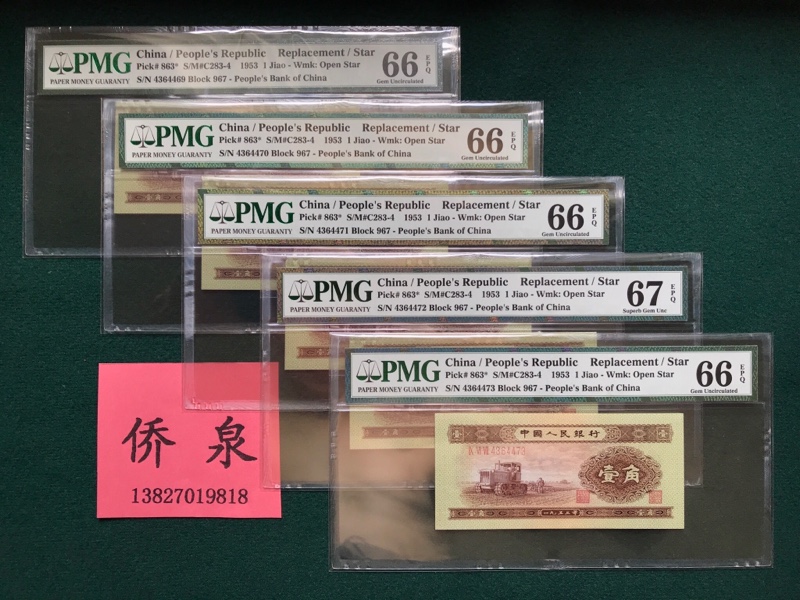 PMG
PAPER MONEY GUARANTY
China / People's Republic Replacement / Star
Pick# 863* S/M#C283-4 1953 1 Jiao - Wmk: Open Star
S/N 4364469 Block 967 - People's Bank of China
66 EPQ
Gem Uncirculated
PMG
PAPER MONEY GUARANTY
China / People's Republic Replacement / Star
Pick# 863* S/M#C283-4 1953 1 Jiao - Wmk: Open Star
S/N 4364470 Block 967 - People's Bank of China
66 EPQ
Gem Uncirculated
PMG
PAPER MONEY GUARANTY
China / People's Republic Replacement / Star
Pick# 863* S/M#C283-4 1953 1 Jiao - Wmk: Open Star
S/N 4364471 Block 967 - People's Bank of China
66 EPQ
Gem Uncirculated
PMG
PAPER MONEY GUARANTY
China / People's Republic Replacement / Star
Pick# 863* S/M#C283-4 1953 1 Jiao - Wmk: Open Star
S/N 4364472 Block 967 - People's Bank of China
67 EPQ
Superb Gem Unc
PMG
PAPER MONEY GUARANTY
China / People's Republic Replacement / Star
Pick# 863* S/M#C283-4 1953 1 Jiao - Wmk: Open Star
S/N 4364473 Block 967 - People's Bank of China
66 EPQ
Gem Uncirculated
中國人民銀行
4364473
壹角
一九五三年
侨泉
13827019818